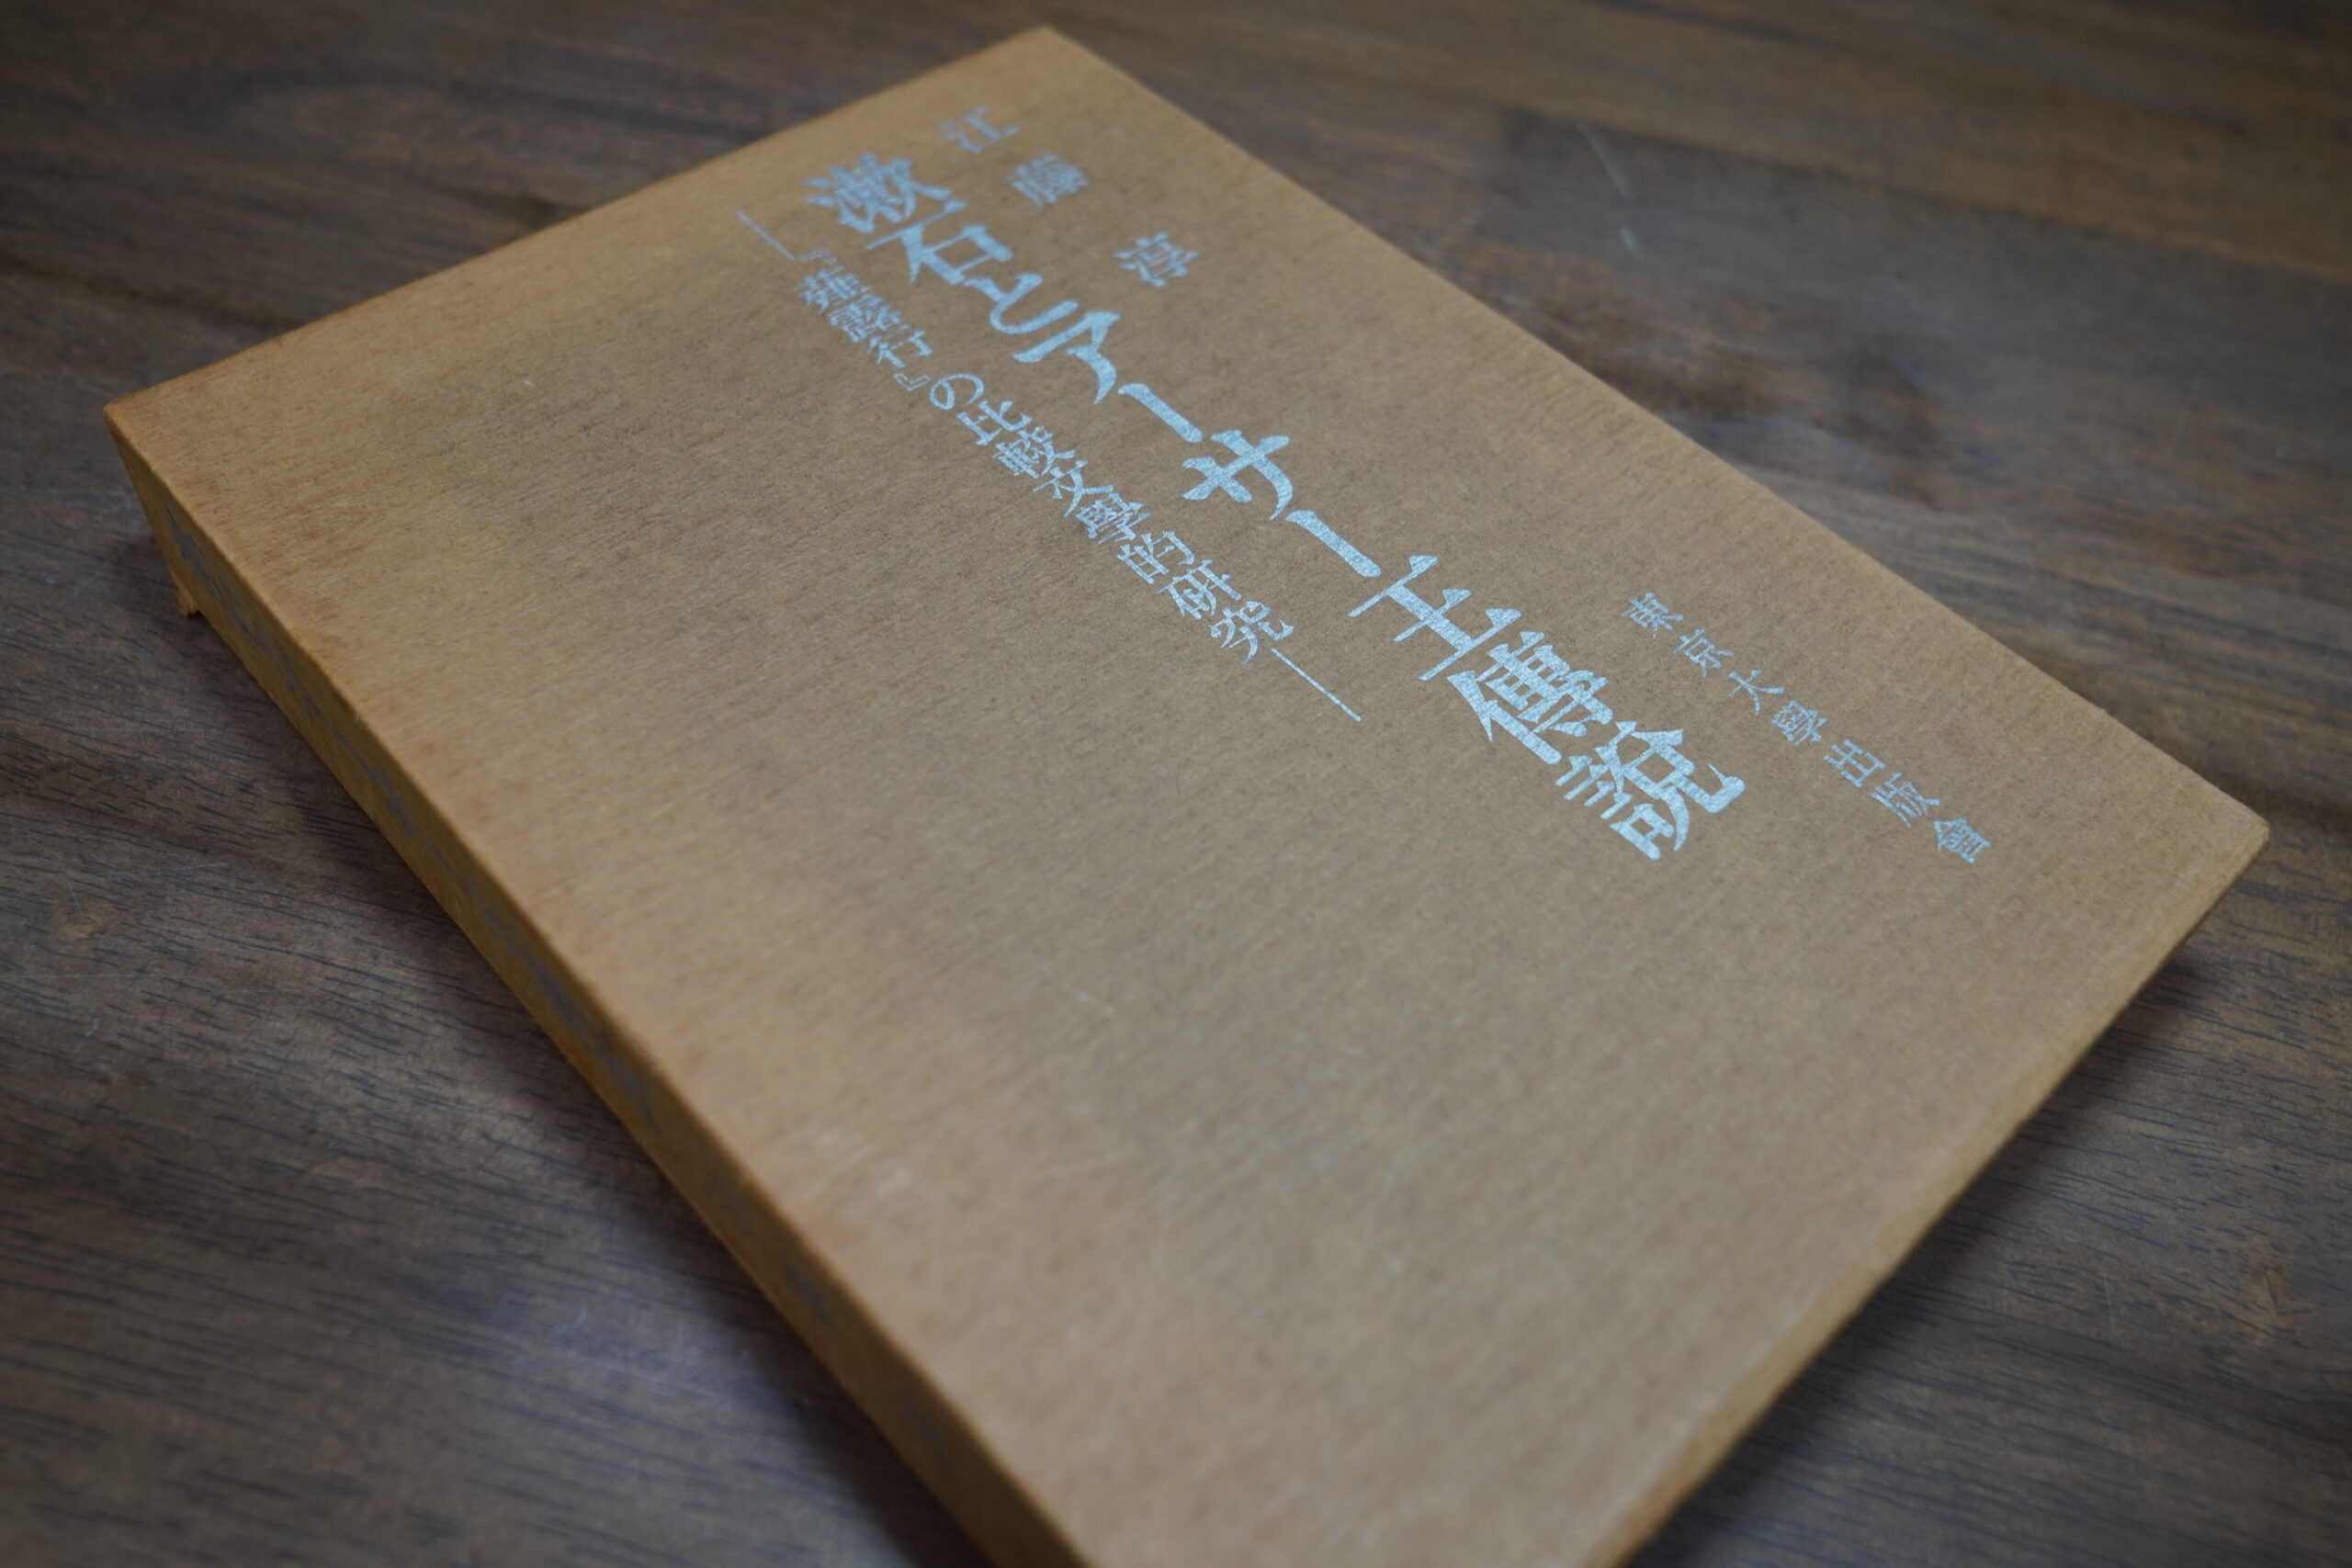 江藤 淳
漱石とアーサー王傳説
—『薤露行』の比較文學的研究—
東京大學出版會